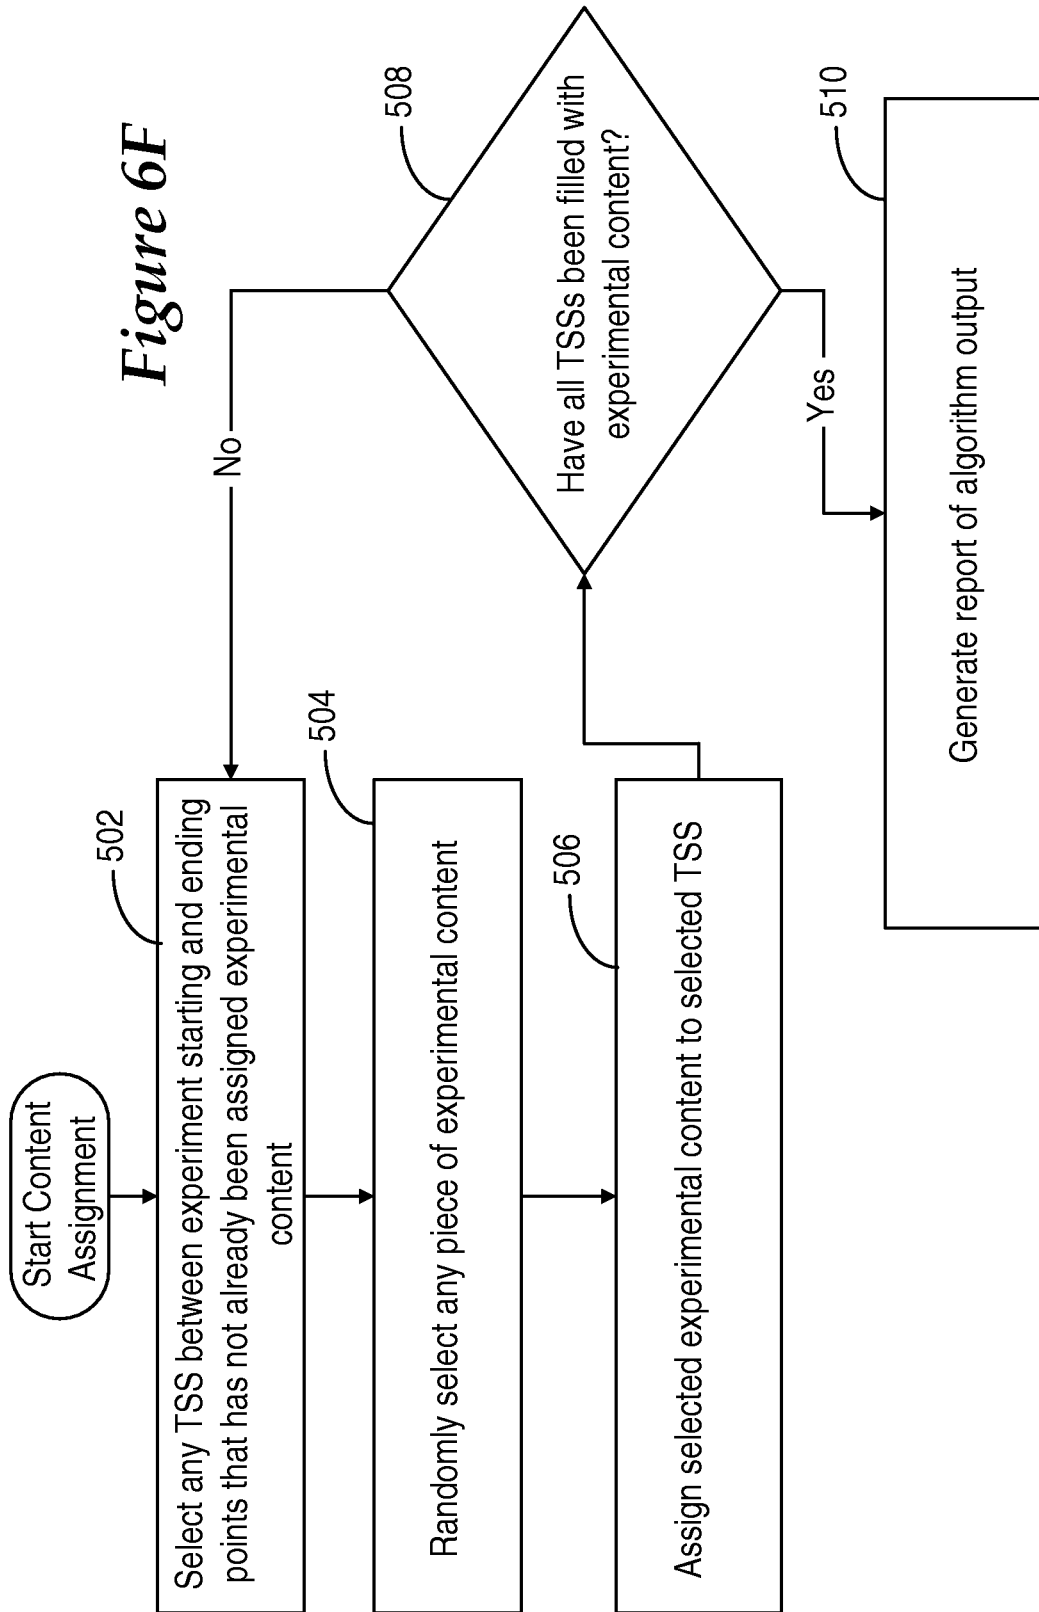 Figure 6F
Start Content
Assignment
502
Select any TSS between experiment starting and ending
points that has not already been assigned experimental
content
504
Randomly select any piece of experimental content
506
Assign selected experimental content to selected TSS
508
Have all TSSs been filled with
experimental content?
No
Yes
510
Generate report of algorithm output